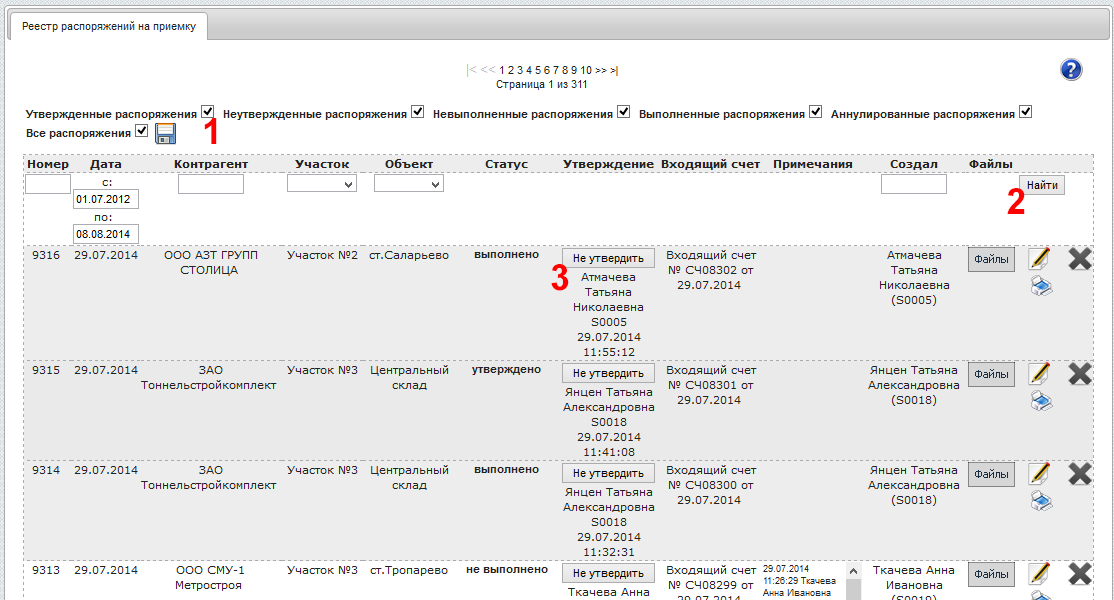 Реестр распоряжений на приемку
|< << 1 2 3 4 5 6 7 8 9 10 >> >|
Страница 1 из 311
?
Утвержденные распоряжения Неутвержденные распоряжения Невыполненные распоряжения Выполненные распоряжения Аннулированные распоряжения
Все распоряжения
1
Номер Дата Контрагент Участок Объект Статус Утверждение Входящий счет Примечания Создал Файлы
с:
01.07.2012
по:
08.08.2014
Найти
2
9316 29.07.2014 ООО АЗТ ГРУПП СТОЛИЦА Участок №2 ст.Саларьево выполнено Не утвердить
3
Атмачева
Татьяна
Николаевна
S0005
29.07.2014
11:55:12
Входящий счет
№ СЧ08302 от
29.07.2014
Атмачева
Татьяна
Николаевна
(S0005)
Файлы
9315 29.07.2014 ЗАО
Тоннельстройкомплект
Участок №3 Центральный
склад
утверждено
Не утвердить
Янцен Татьяна
Александровна
S0018
29.07.2014
11:41:08
Входящий счет
№ СЧ08301 от
29.07.2014
Янцен Татьяна
Александровна
(S0018)
Файлы
9314 29.07.2014 ЗАО
Тоннельстройкомплект
Участок №3 Центральный
склад
выполнено
Не утвердить
Янцен Татьяна
Александровна
S0018
29.07.2014
11:32:31
Входящий счет
№ СЧ08300 от
29.07.2014
Янцен Татьяна
Александровна
(S0018)
Файлы
9313 29.07.2014 ООО СМУ-1
Метростроя
Участок №3 ст.Тропарево
не выполнено
Не утвердить
Ткачева Анна
Входящий счет
№ СЧ08299 от
29.07.2014
11:26:29 Ткачева
Анна Ивановна
Ткачева Анна
Ивановна
(S0019)
Файлы